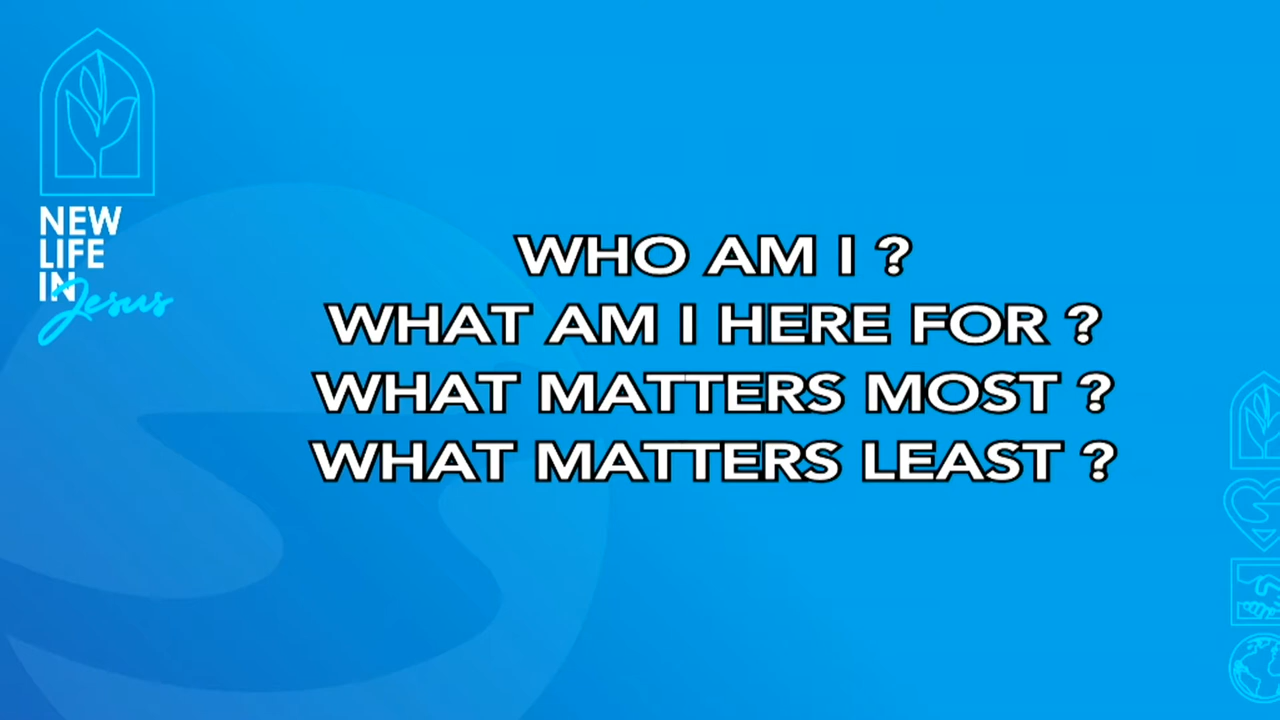 NEW
LIFE
IN
Jesus
WHO AM I ?
WHAT AM I HERE FOR ?
WHAT MATTERS MOST ?
WHAT MATTERS LEAST ?